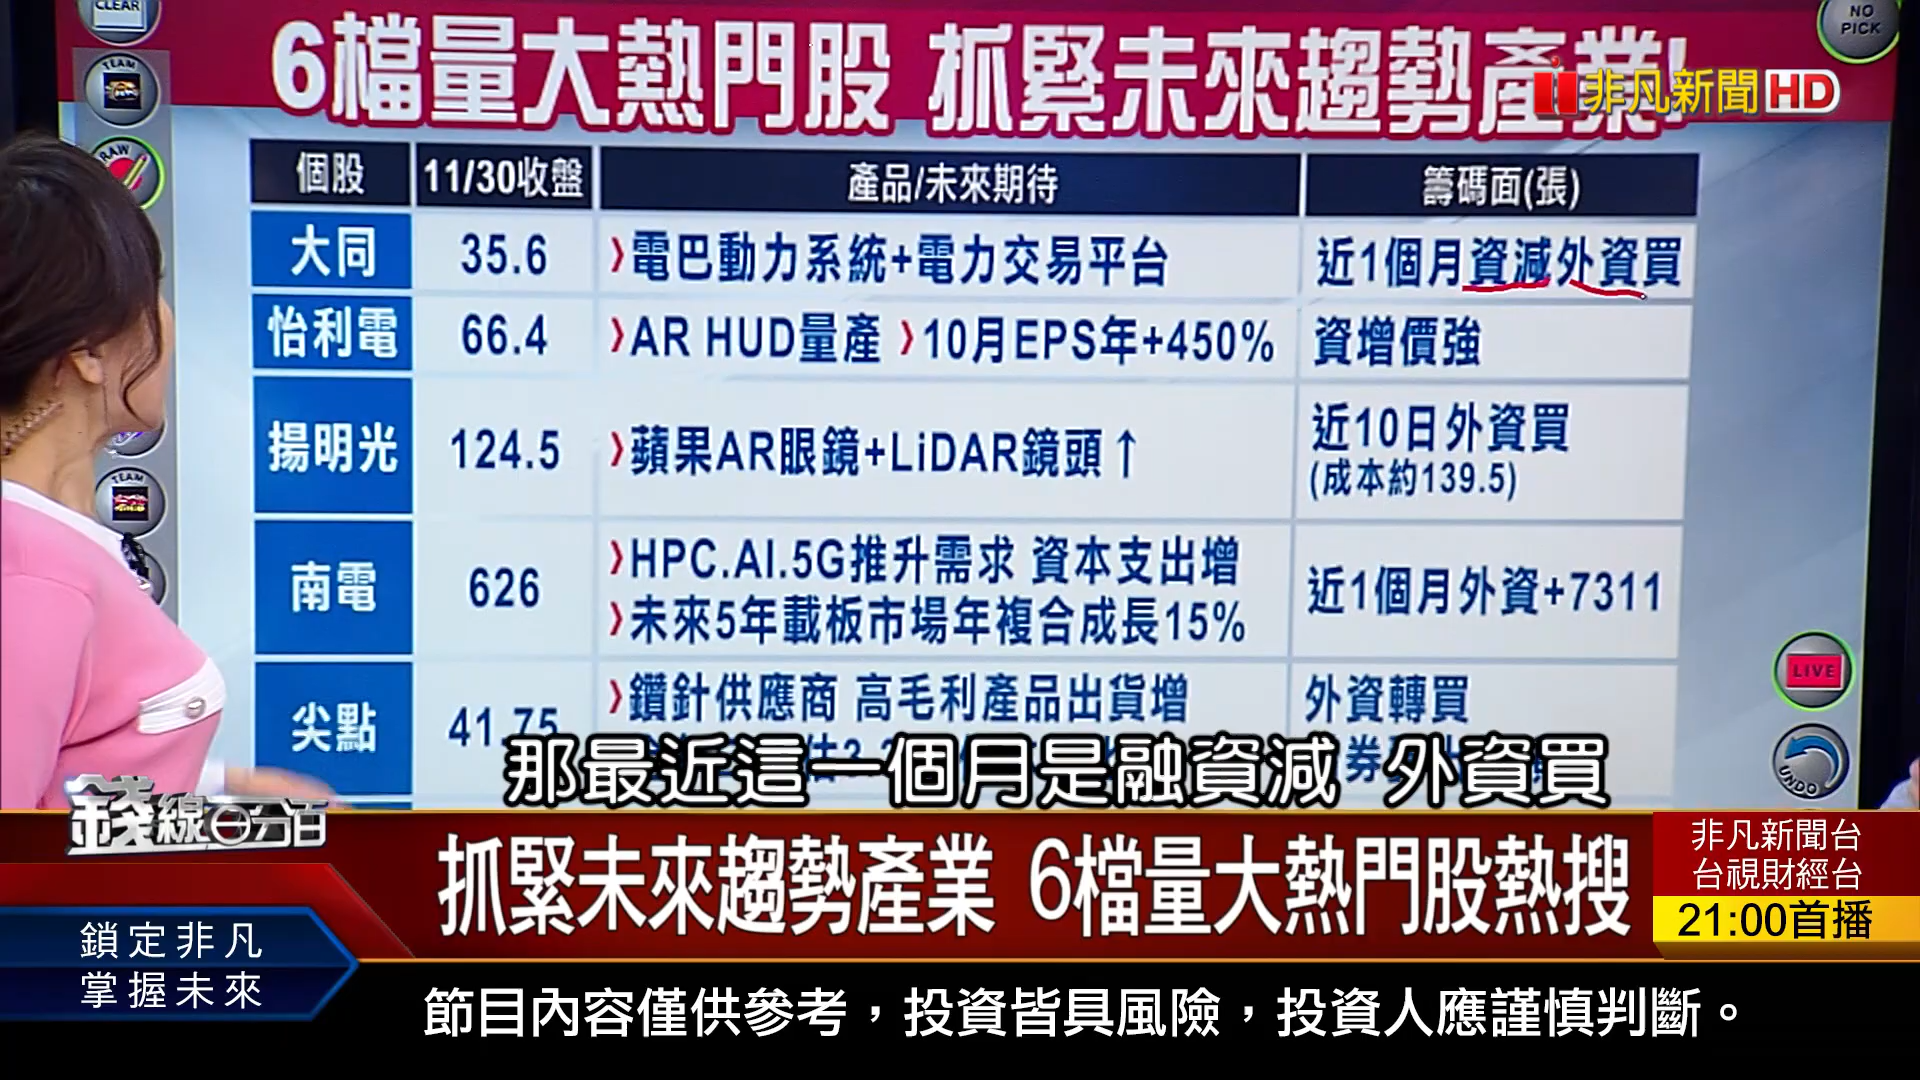 CLEAR
TEAM
RAW
TEAM
NO PICK
6檔量大熱門股 抓緊未來趨勢產業!
非凡新聞HD
個股 11/30收盤 產品/未來期待 籌碼面(張)
大同 35.6 》電巴動力系統+電力交易平台 近1個月資減外資買
怡利電 66.4 》AR HUD量產 》10月EPS年+450% 資增價強
揚明光 124.5 》蘋果AR眼鏡+LiDAR鏡頭↑ 近10日外資買
(成本約139.5)
南電 626 》HPC.AI.5G推升需求 資本支出增 近1個月外資+7311
》未來5年載板市場年複合成長15%
尖點 41.75 》鑽針供應商 高毛利產品出貨增 外資轉買
LIVE
UNDO
那最近這一個月是融資減 外資買
錢線百分百
抓緊未來趨勢產業 6檔量大熱門股熱搜
非凡新聞台
台視財經台
21:00首播
鎖定非凡
掌握未來
節目內容僅供參考，投資皆具風險，投資人應謹慎判斷。